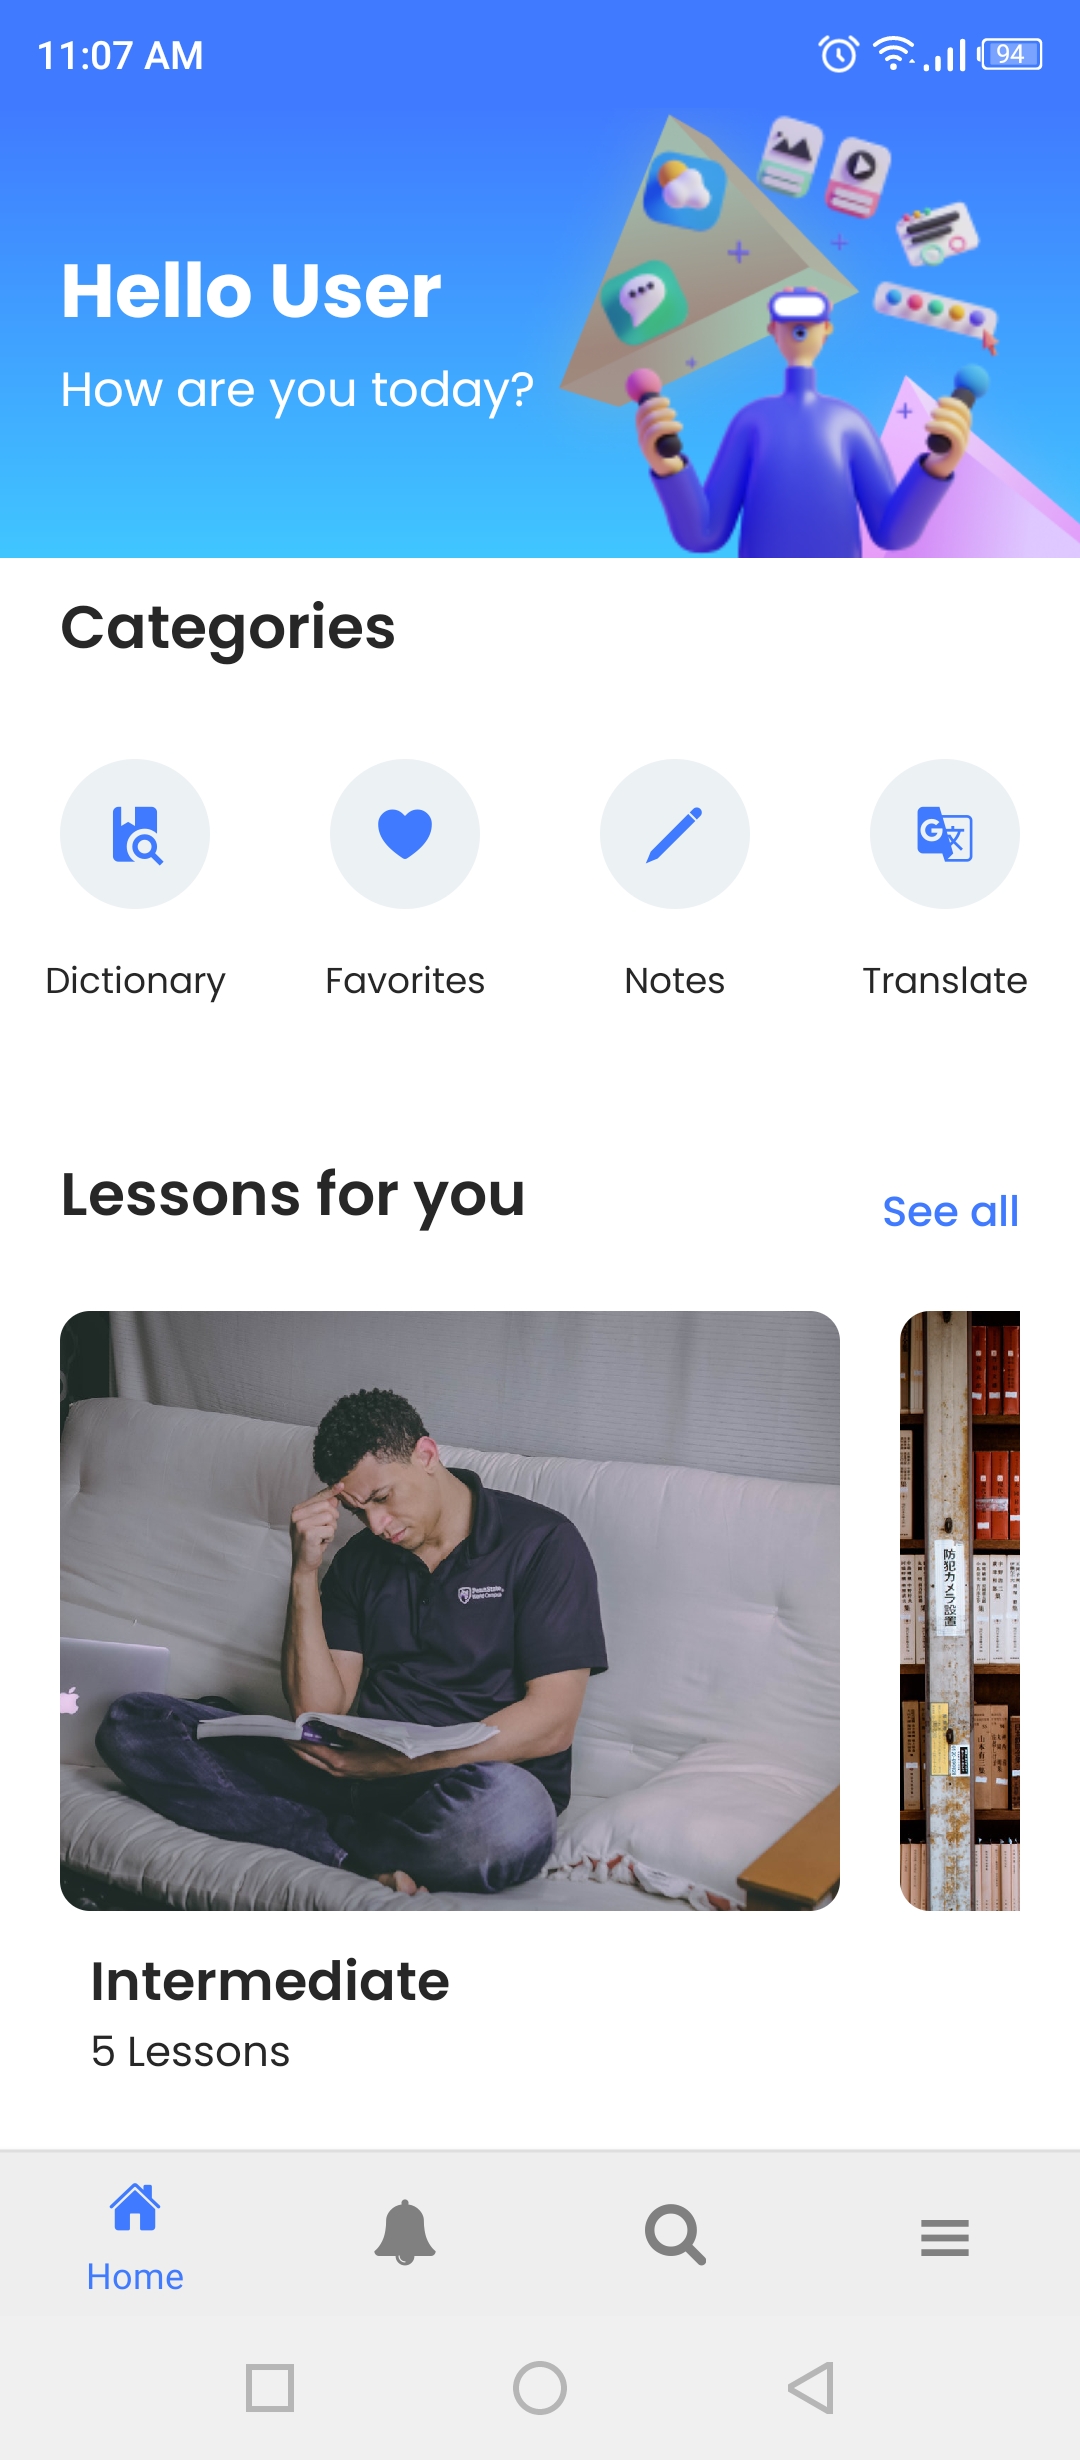 11:07 AM
94
Hello User
How are you today?
Categories
Dictionary
Favorites
Notes
Translate
Lessons for you
See all
防犯カメラ設置
Intermediate
5 Lessons
Home